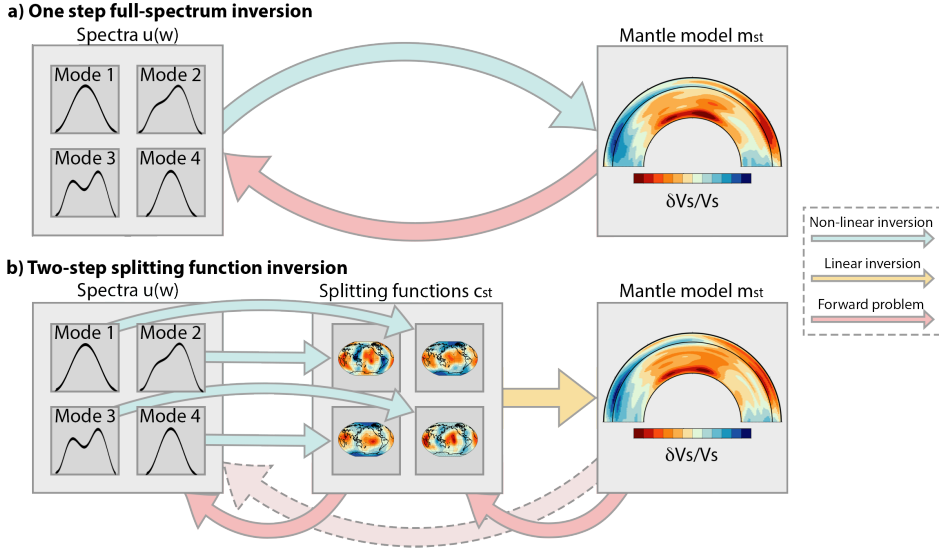 a) One step full-spectrum inversion
Spectra u(w)
Mantle model mst
Mode 1
Mode 2
Mode 3
Mode 4
δVs/Vs
Non-linear inversion
Linear inversion
Forward problem
b) Two-step splitting function inversion
Spectra u(w)
Splitting functions cst
Mantle model mst
Mode 1
Mode 2
Mode 3
Mode 4
δVs/Vs